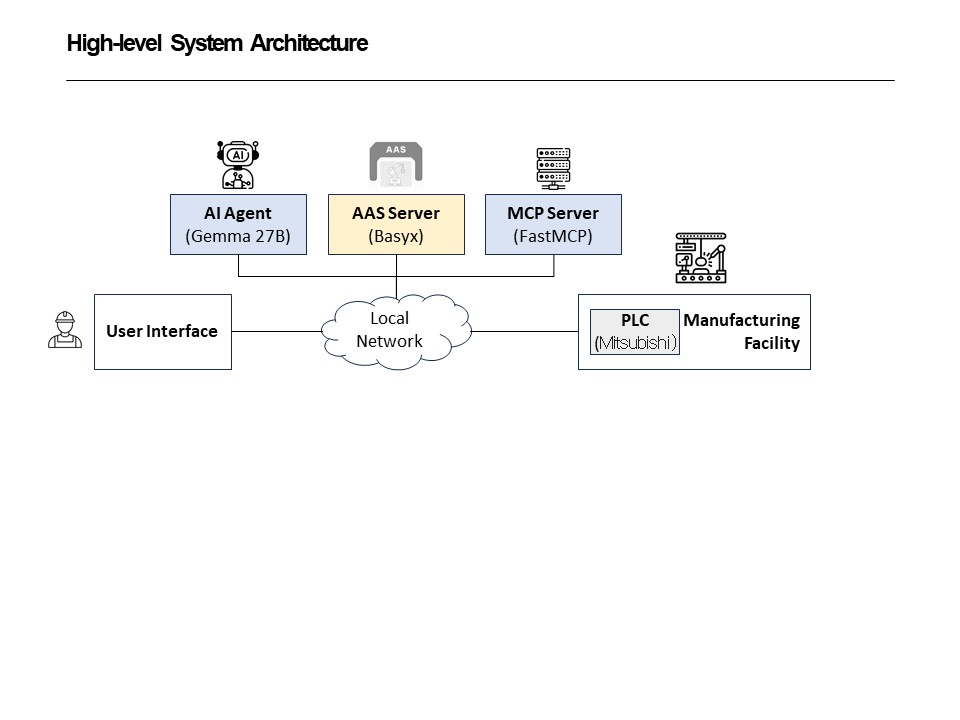 High-level System Architecture
AI
AAS
AI Agent
(Gemma 27B)
AAS Server
(Basyx)
MCP Server
(FastMCP)
User Interface
Local
Network
PLC
(Mitsubishi)
Manufacturing
Facility